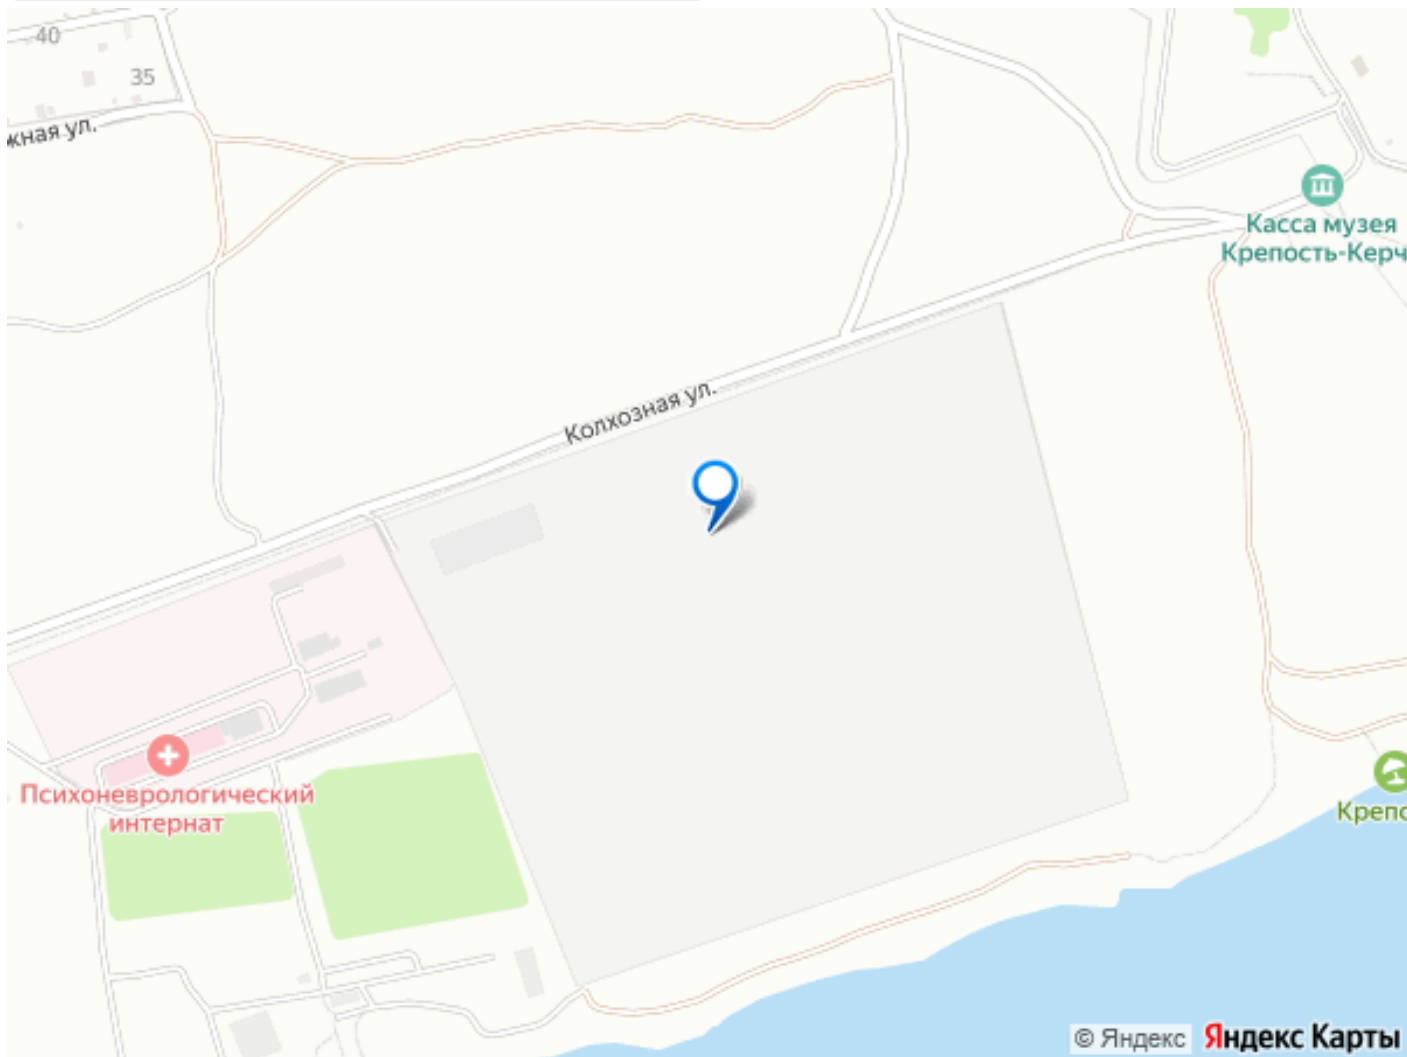 40
35
жная ул.
Касса музея
Крепость-Керч
Колхозная ул.
Психоневрологический
интернат
Крепо
© Яндекс Яндекс Карты